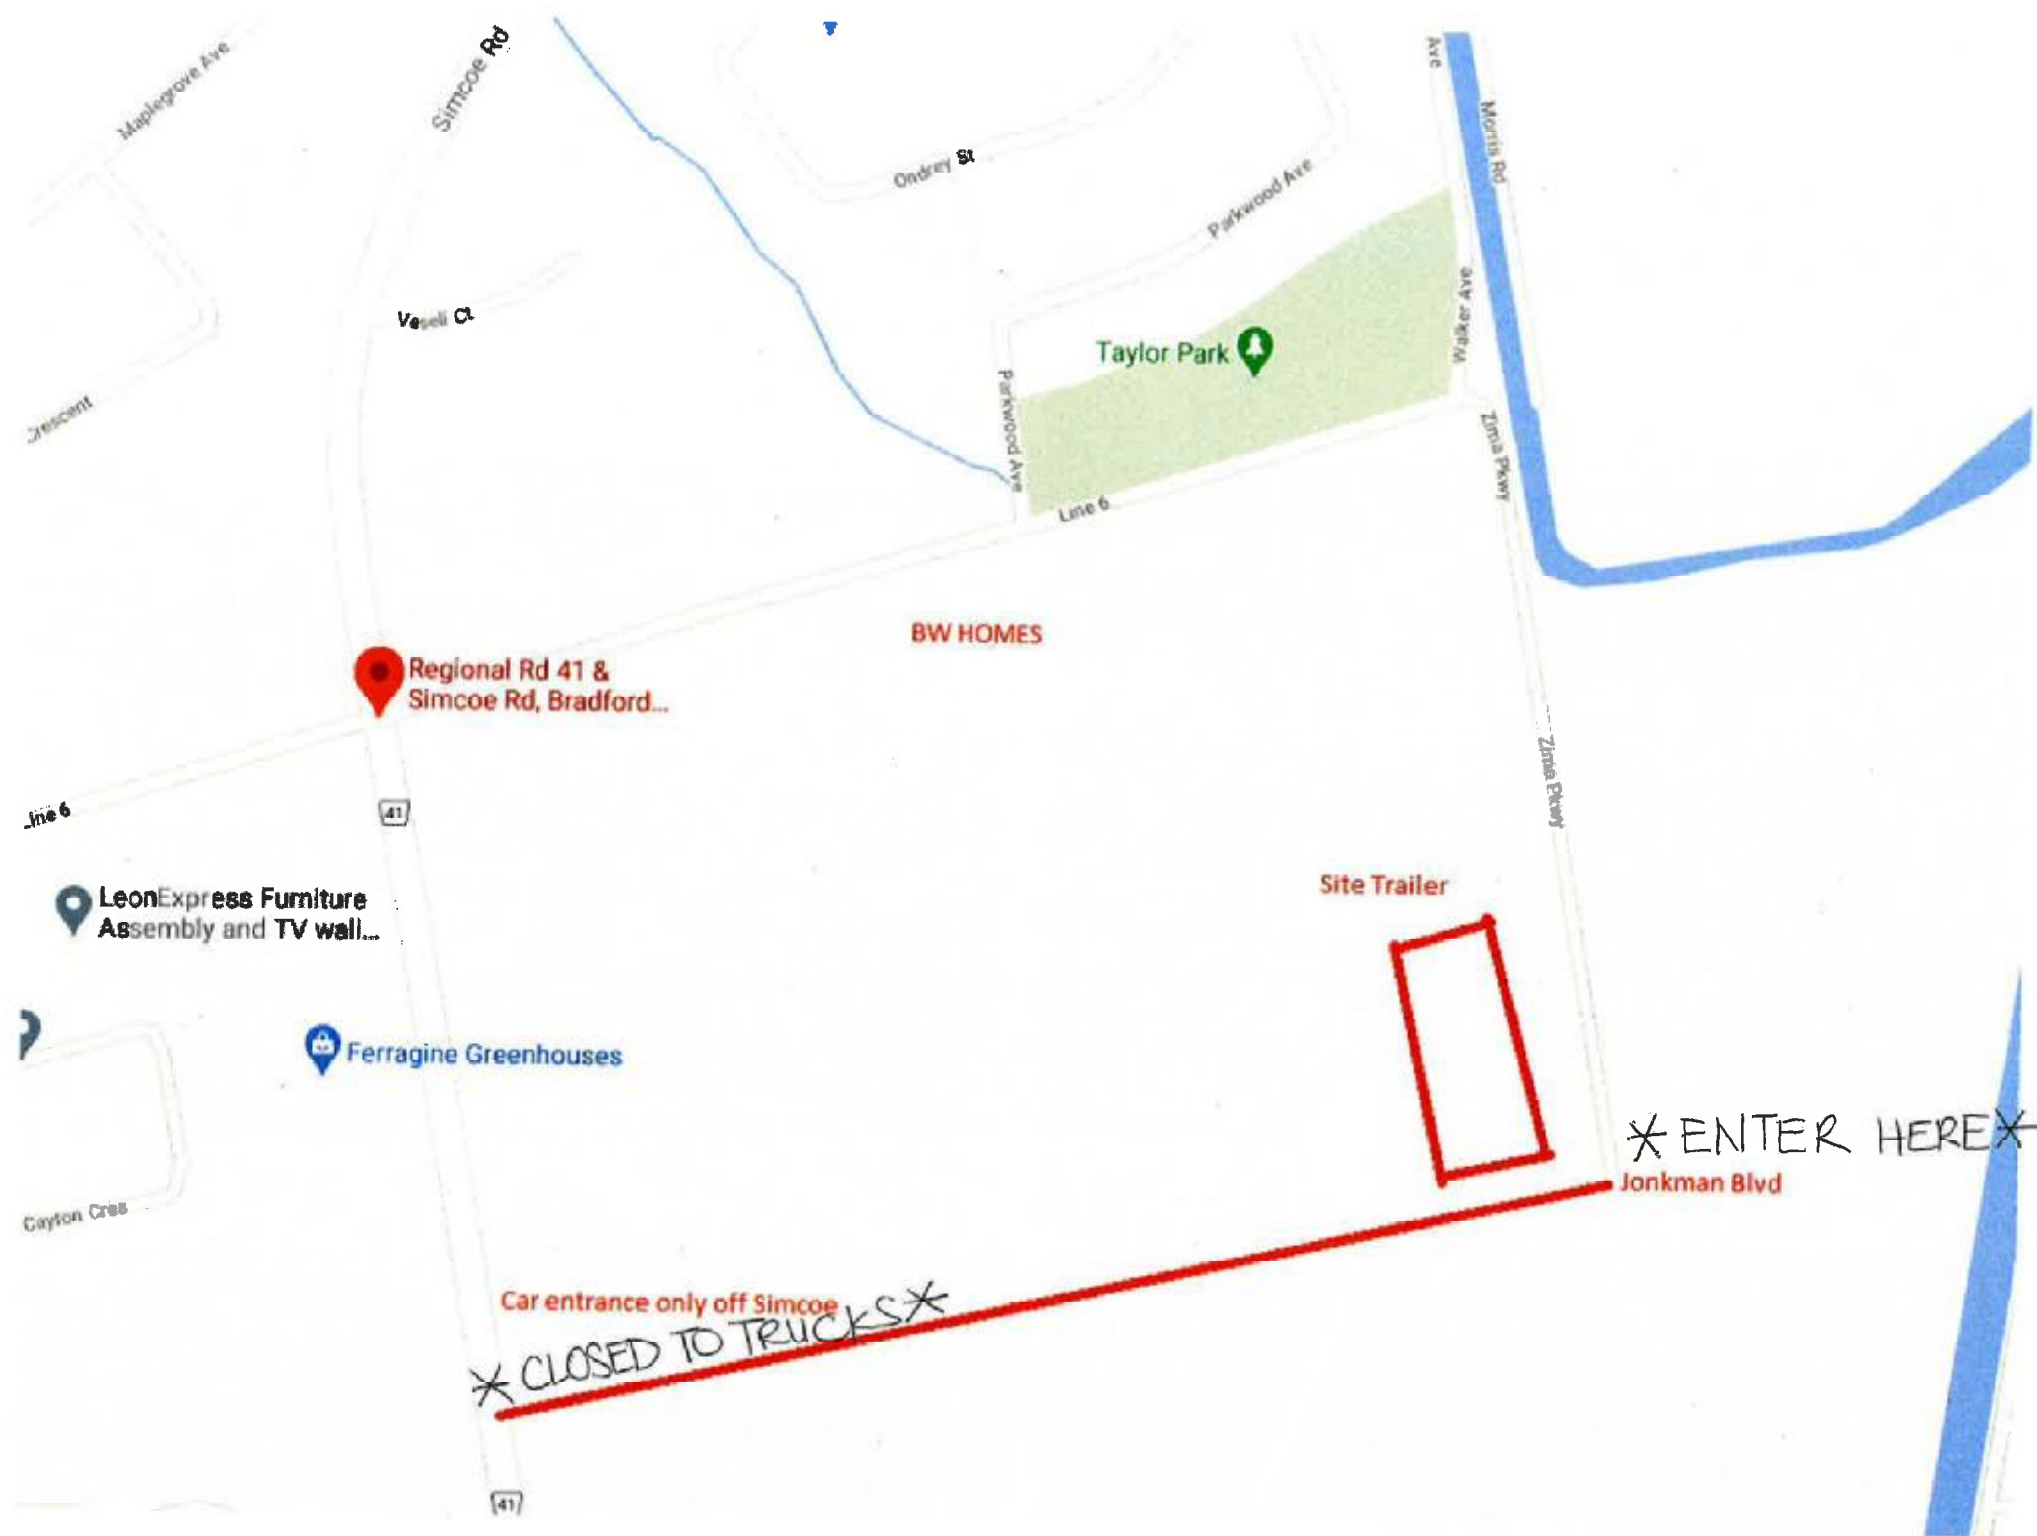 Maplegrove Ave
Simcoe Rd
Ave
Morris Rd
Ondrey St
Parkwood Ave
Veseli Ct
Walker Ave
Taylor Park
Crescent
Parkwood Ave
Zima Pkwy
Line 6
BW HOMES
Regional Rd 41 &
Simcoe Rd, Bradford...
Zima Pkwy
Line 6
41
Site Trailer
LeonExpress Furniture
Assembly and TV wall...
Ferragine Greenhouses
* ENTER HERE *
Jonkman Blvd
Gayton Cres
Car entrance only off Simcoe
* CLOSED TO TRUCKS *
41